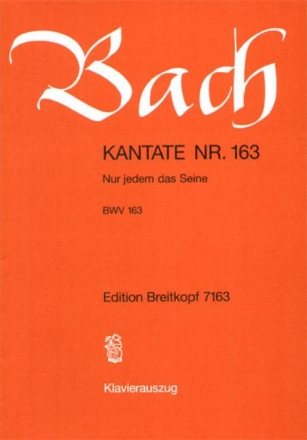 Bach
KANTATE NR. 163
Nur jedem das Seine
BWV 163
Edition Breitkopf 7163
Klavierauszug